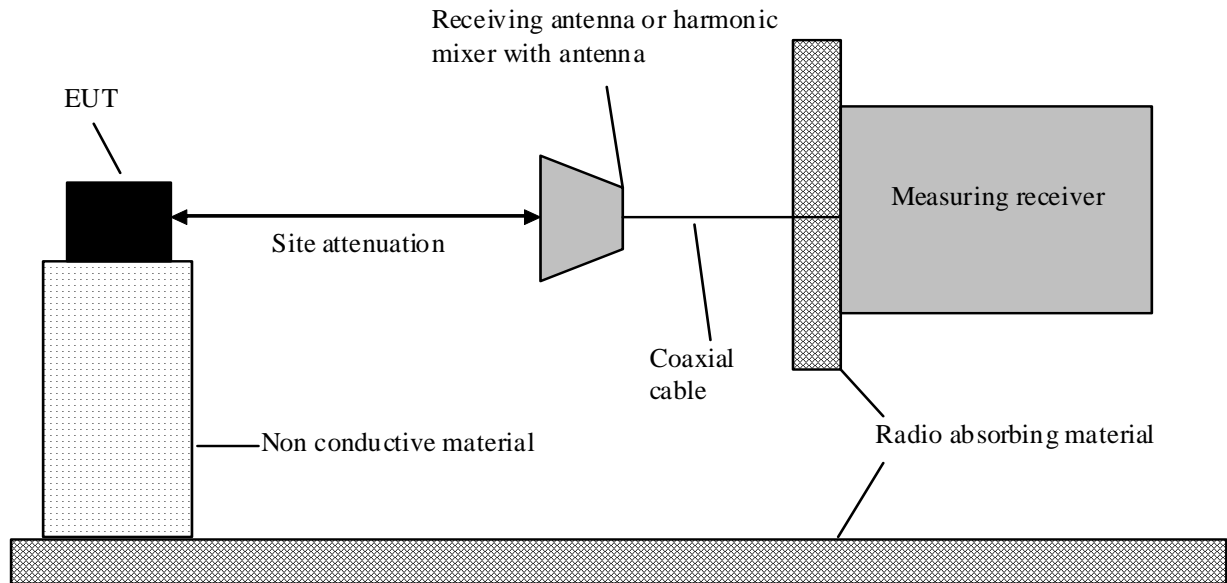 Receiving antenna or harmonic
mixer with antenna
EUT
Measuring receiver
Site attenuation
Coaxial
cable
Non conductive material
Radio absorbing material